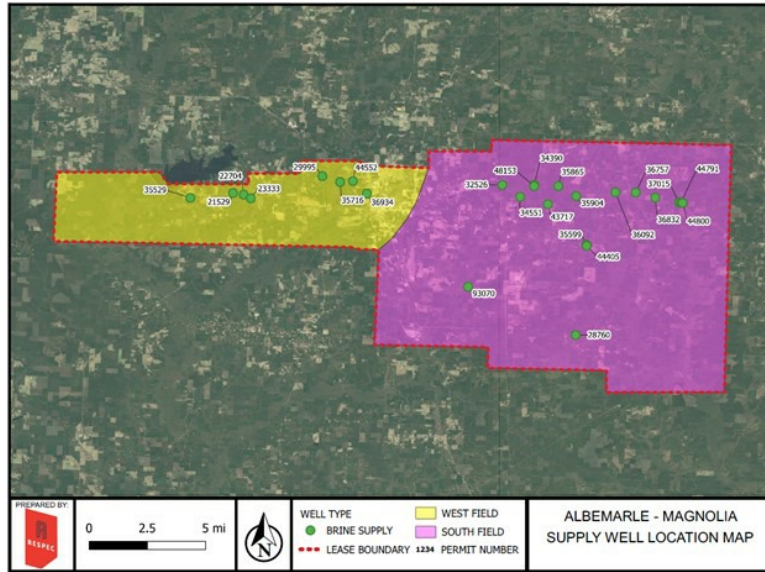 34390
48153
35865
36757
44791
29995
44552
22704
37015
32526
35529
23333
21529
35716
36934
34551
43717
35904
36092
36832
44800
35599
44405
93070
28760
PREPARED BY:
RESPEC
0 2.5 5 mi
N
WELL TYPE
BRINE SUPPLY
LEASE BOUNDARY
WEST FIELD
SOUTH FIELD
1234 PERMIT NUMBER
ALBEMARLE - MAGNOLIA
SUPPLY WELL LOCATION MAP